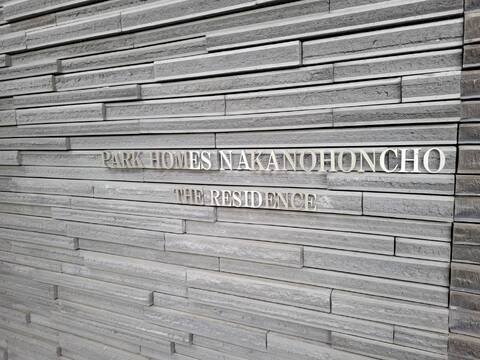 PARK HOMES NAKANOHONCHO
THE RESIDENCE